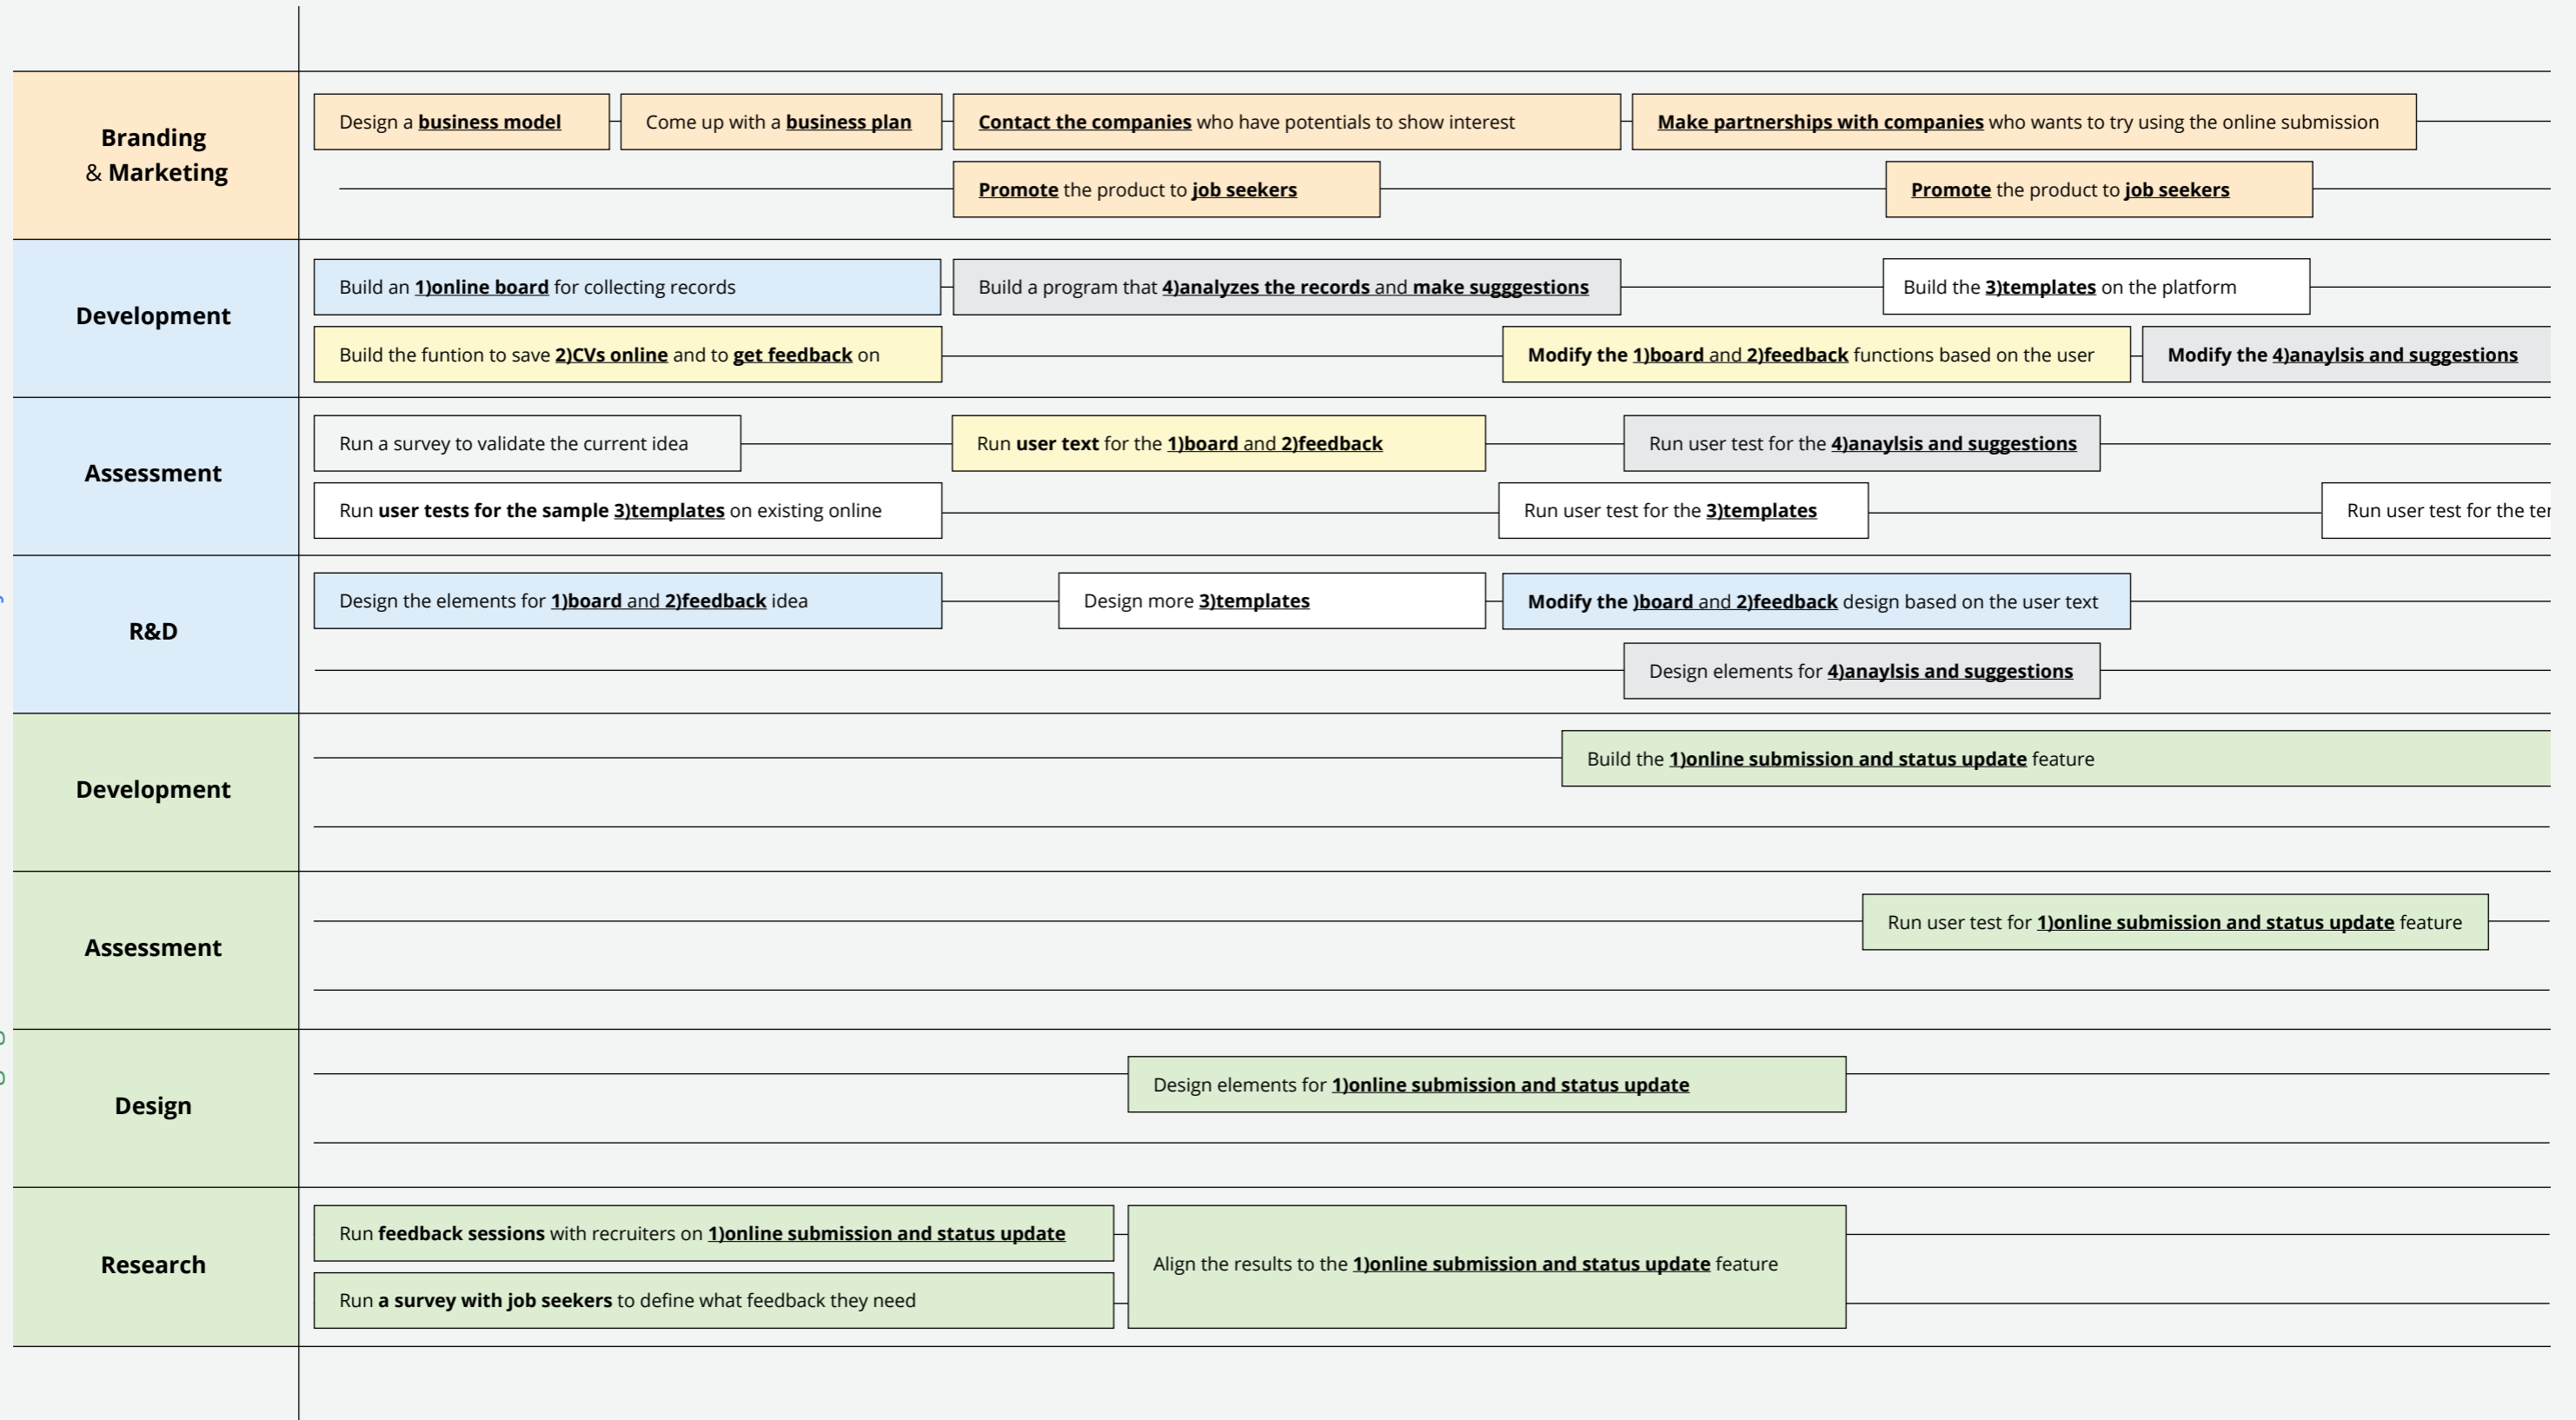 Branding
& Marketing
Design a business model
Come up with a business plan
Contact the companies who have potentials to show interest
Make partnerships with companies who wants to try using the online submission
Promote the product to job seekers
Promote the product to job seekers
Development
Build an 1)online board for collecting records
Build a program that 4)analyzes the records and make sugggestions
Build the 3)templates on the platform
Build the funtion to save 2)CVs online and to get feedback on
Modify the 1)board and 2)feedback functions based on the user
Modify the 4)anaylsis and suggestions
Assessment
Run a survey to validate the current idea
Run user text for the 1)board and 2)feedback
Run user test for the 4)anaylsis and suggestions
Run user tests for the sample 3)templates on existing online
Run user test for the 3)templates
Run user test for the
R&D
Design the elements for 1)board and 2)feedback idea
Design more 3)templates
Modify the )board and 2)feedback design based on the user text
Design elements for 4)anaylsis and suggestions
Development
Build the 1)online submission and status update feature
Assessment
Run user test for 1)online submission and status update feature
Design
Design elements for 1)online submission and status update
Research
Run feedback sessions with recruiters on 1)online submission and status update
Align the results to the 1)online submission and status update feature
Run a survey with job seekers to define what feedback they need